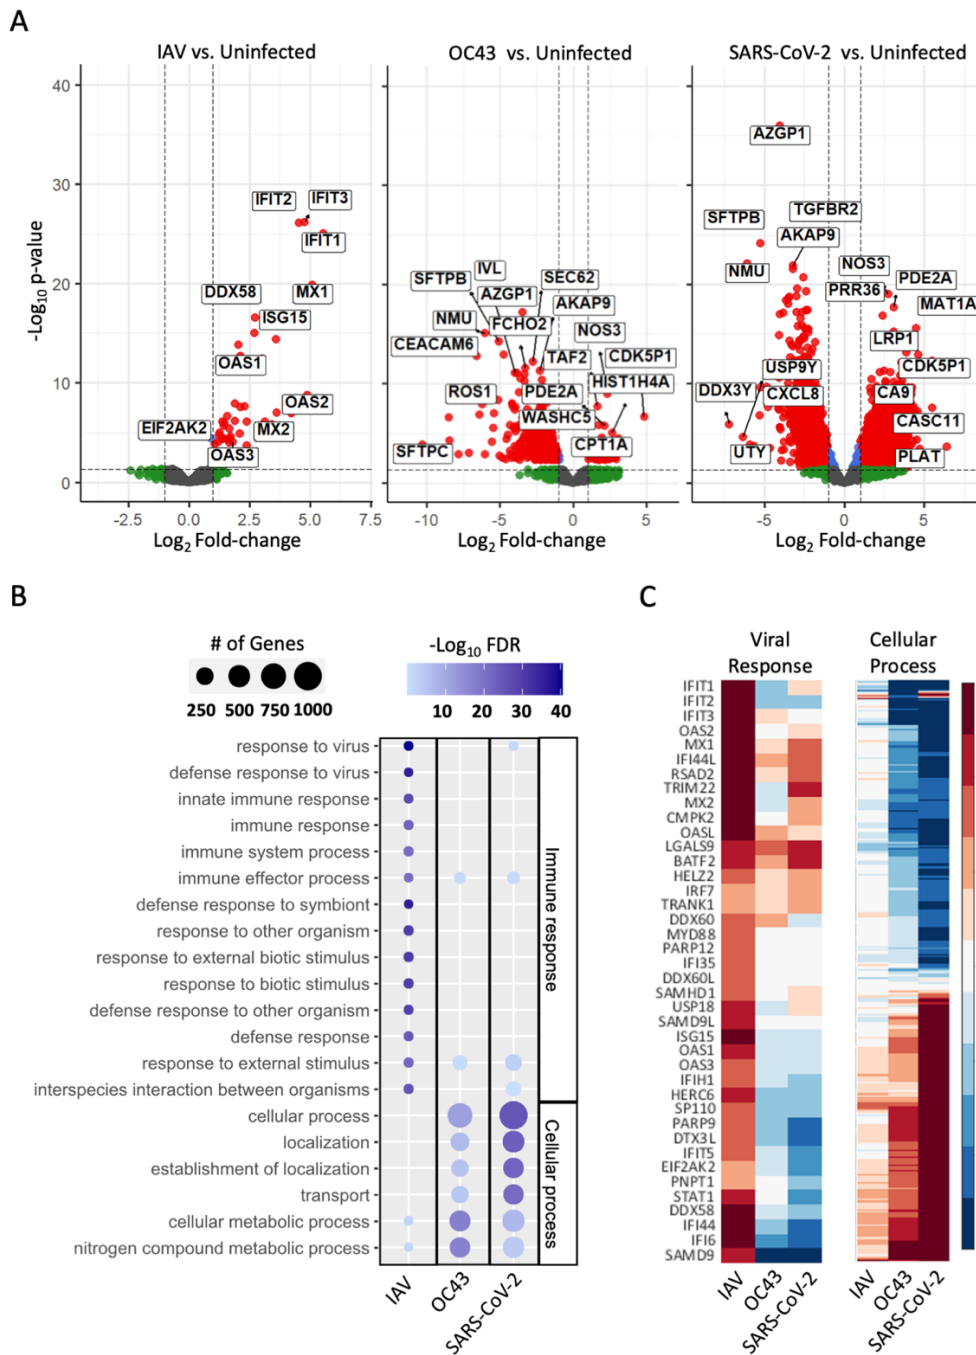 A
IAV vs. Uninfected
OC43 vs. Uninfected
SARS-CoV-2 vs. Uninfected
-Log10 p-value
40
30
20
10
0
IFIT2
IFIT3
IFIT1
DDX58
MX1
ISG15
OAS1
OAS2
EIF2AK2
MX2
OAS3
-2.5
0.0
2.5
5.0
7.5
Log2 Fold-change
IVL
SFTPB
SEC62
AZGP1
AKAP9
NMU
FCHO2
NOS3
CEACAM6
TAF2
CDK5P1
ROS1
PDE2A
HIST1H4A
WASHC5
SFTPC
CPT1A
-10
-5
0
5
Log2 Fold-change
AZGP1
TGFBR2
SFTPB
AKAP9
NMU
NOS3
PDE2A
PRR36
MAT1A
LRP1
USP9Y
CDK5P1
DDX3Y
CXCL8
CA9
CASC11
UTY
PLAT
-5
0
5
Log2 Fold-change
B
# of Genes
250 500 750 1000
-Log10 FDR
10 20 30 40
response to virus
defense response to virus
innate immune response
immune response
immune system process
immune effector process
defense response to symbiont
response to other organism
response to external biotic stimulus
response to biotic stimulus
defense response to other organism
defense response
response to external stimulus
interspecies interaction between organisms
cellular process
localization
establishment of localization
transport
cellular metabolic process
nitrogen compound metabolic process
Immune response
Cellular process
IAV
OC43
SARS-CoV-2
C
Viral
Response
Cellular
Process
IFIT1
IFIT2
IFIT3
OAS2
MX1
IFI44L
RSAD2
TRIM22
MX2
CMPK2
OASL
LGALS9
BATF2
HELZ2
IRF7
TRANK1
DDX60
MYD88
PARP12
IFI35
DDX60L
SAMHD1
USP18
SAMD9L
ISG15
OAS1
OAS3
IFIH1
HERC6
SP110
PARP9
DTX3L
IFIT5
EIF2AK2
PNPT1
STAT1
DDX58
IFI44
IFI6
SAMD9
IAV
OC43
SARS-CoV-2
IAV
OC43
SARS-CoV-2